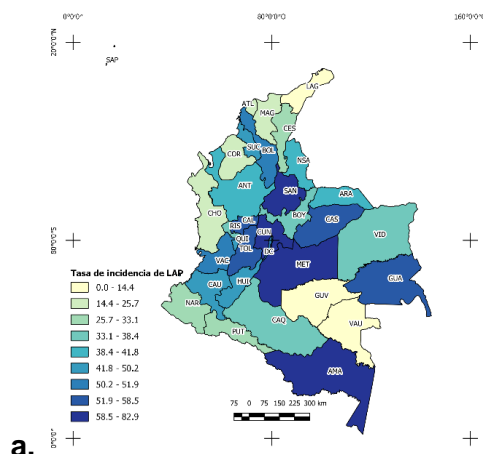 0°0'0"
80°0'0"0
160°0'0"0
20°0'0"N
SAP
LAG
ATL
MAG
CES
SUC
BOL
COR
NSA
ANT
SAN
ARA
CHO
BOY
CAS
CAL
RIS
CUN
VID
QUI
TOL
DC
VAC
MET
GUA
CAU
HUI
GUV
NAR
CAQ
VAU
PUT
AMA
Tasa de incidencia de LAP
0.0 - 14.4
14.4 - 25.7
25.7 - 33.1
33.1 - 38.4
38.4 - 41.8
41.8 - 50.2
50.2 - 51.9
51.9 - 58.5
58.5 - 82.9
75 0 75 150 225 300 km
0°0'0"
a.